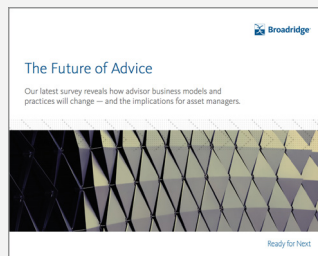 Broadridge
The Future of Advice
Our latest survey reveals how advisor business models and
practices will change — and the implications for asset managers.
Ready for Next